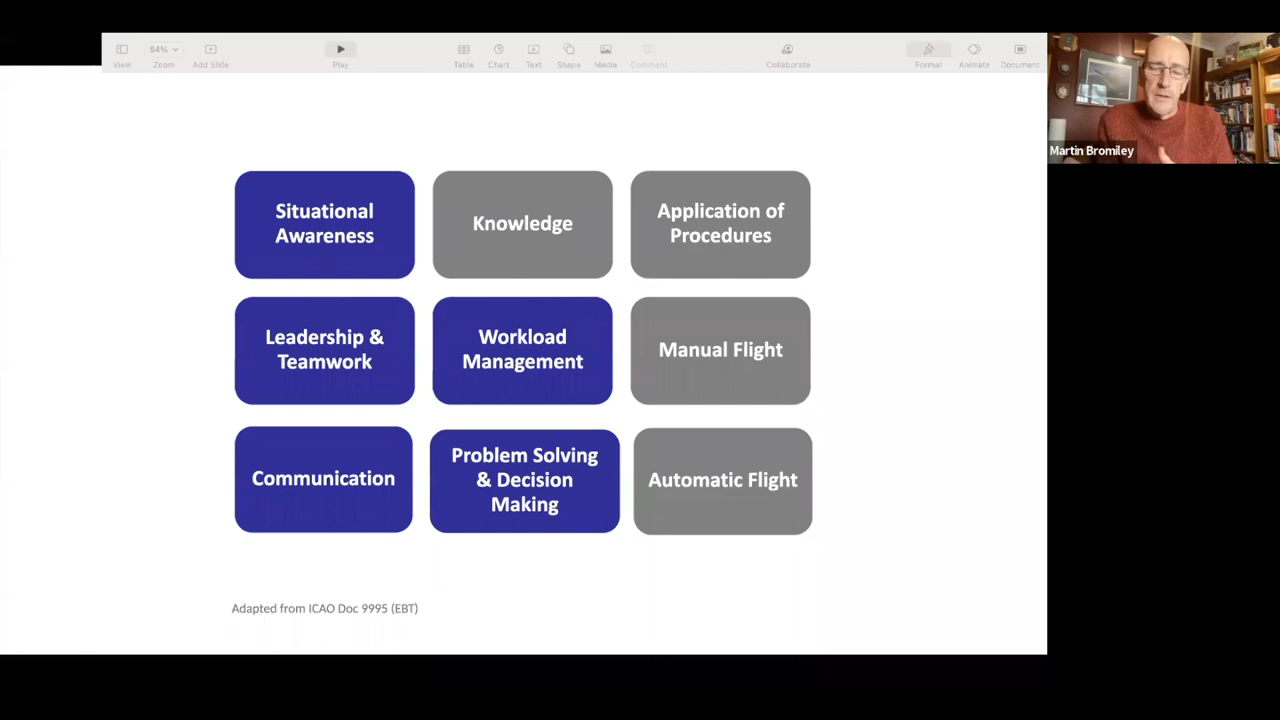 54%
View
Zoom
Add Slide
Play
Table
Chart
Text
Shape
Media
Comment
Collaborate
Format
Animate
Document
Martin Bromiley
Situational
Awareness
Knowledge
Application of
Procedures
Leadership &
Teamwork
Workload
Management
Manual Flight
Communication
Problem Solving
& Decision
Making
Automatic Flight
Adapted from ICAO Doc 9995 (EBT)